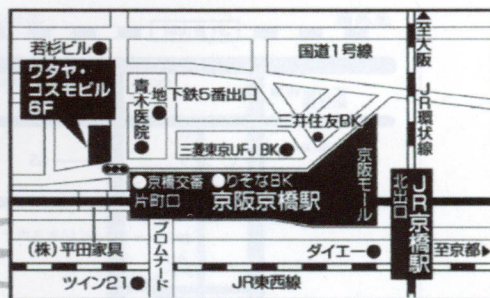 若杉ビル
ワタヤ・
コスモビル
6F
青木医院
地下鉄5番出口
国道1号線
▲至大阪
JR環状線
三井住友BK
三菱東京UFJ BK
京橋交番
りそなBK
片町口
京阪京橋駅
京阪モール
北出口
JR京橋駅
(株)平田家具
プロムナード
ダイエー
至京都▶
ツイン21
JR東西線